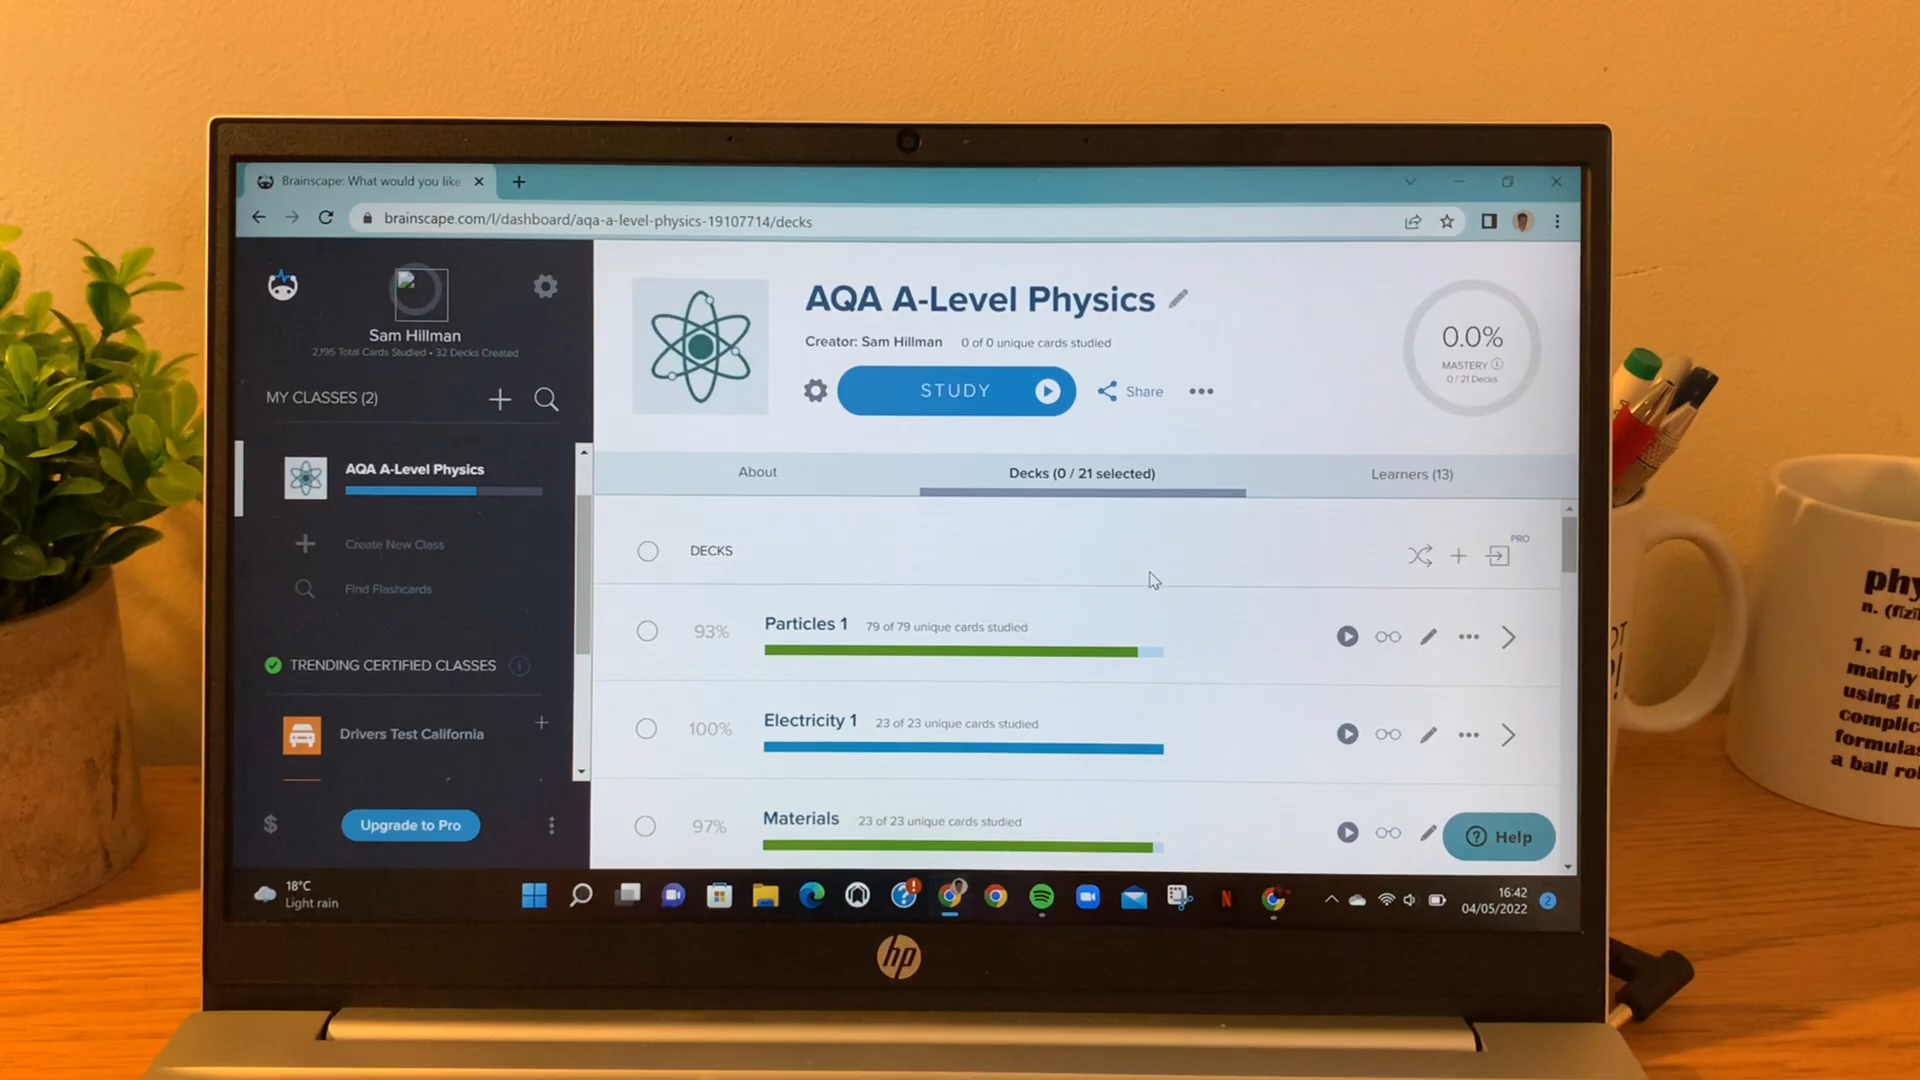 Brainscape: What would you like
brainscape.com/l/dashboard/aqa-a-level-physics-19107714/decks
Sam Hillman
2,195 Total Cards Studied • 32 Decks Created
MY CLASSES (2)
AQA A-Level Physics
Create New Class
Find Flashcards
TRENDING CERTIFIED CLASSES
Drivers Test California
$
Upgrade to Pro
AQA A-Level Physics
Creator: Sam Hillman 0 of 0 unique cards studied
STUDY
Share
0.0%
MASTERY
0 / 21 Decks
About
Decks (0 / 21 selected)
Learners (13)
DECKS
PRO
93% Particles 1 79 of 79 unique cards studied
100% Electricity 1 23 of 23 unique cards studied
97% Materials 23 of 23 unique cards studied
Help
18°C
Light rain
N
16:42
04/05/2022
2
hp
n.
1. a
mainly
using
formulas
a ball